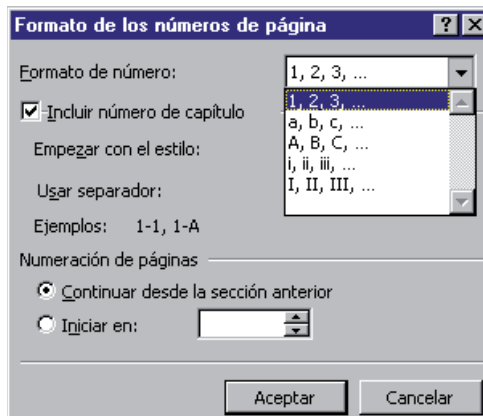 Formato de los números de página
Formato de número: 1, 2, 3, ...
1, 2, 3, ...
Incluir número de capítulo
a, b, c, ...
A, B, C, ...
Empezar con el estilo:
i, ii, iii, ...
I, II, III, ...
Usar separador:
Ejemplos: 1-1, 1-A
Numeración de páginas
Continuar desde la sección anterior
Iniciar en:
Aceptar Cancelar